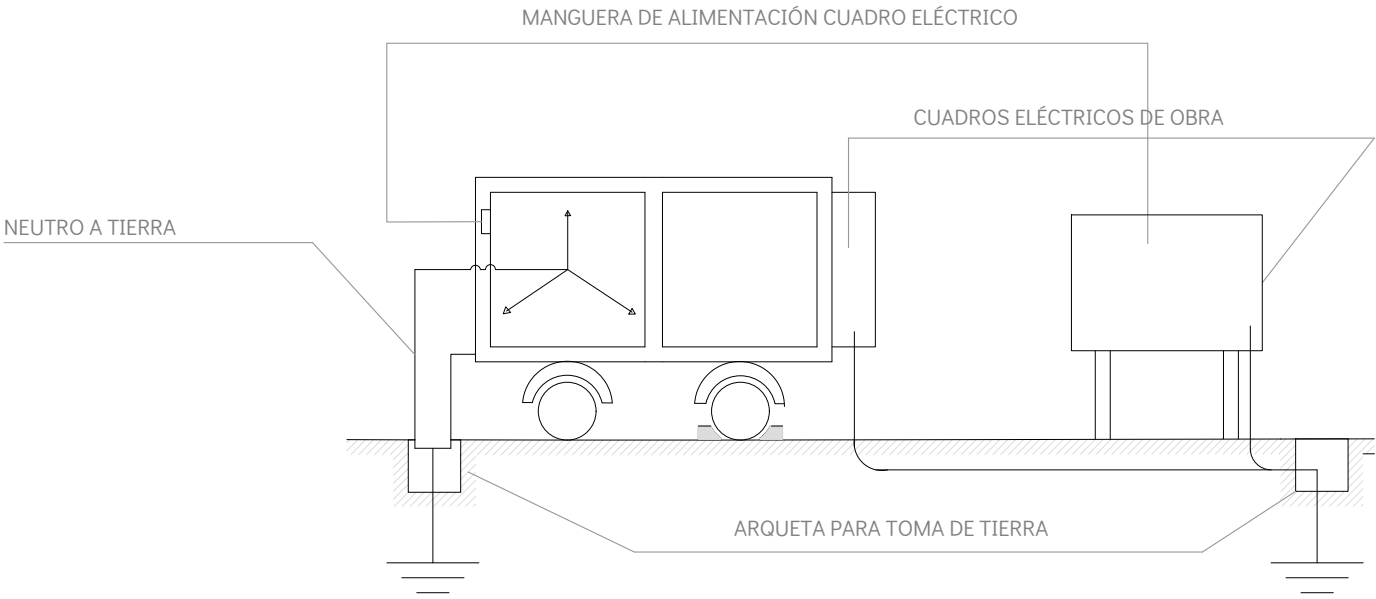 MANGUERA DE ALIMENTACIÓN CUADRO ELÉCTRICO
CUADROS ELÉCTRICOS DE OBRA
NEUTRO A TIERRA
ARQUETA PARA TOMA DE TIERRA